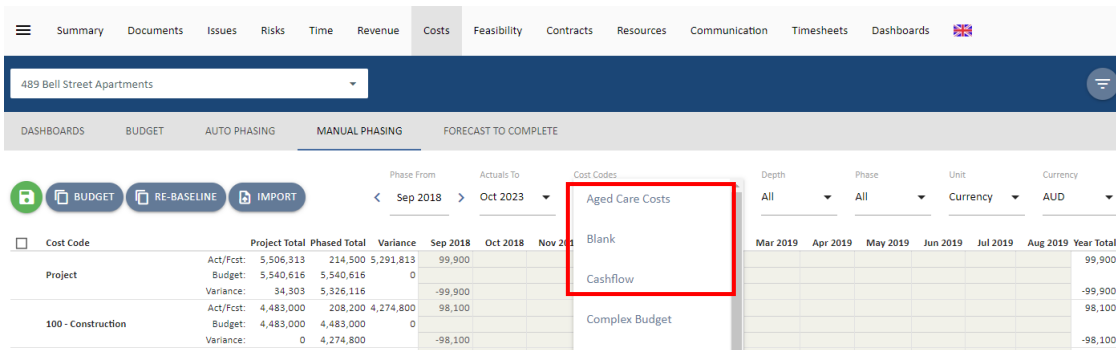 Summary Documents Issues Risks Time Revenue Costs Feasibility Contracts Resources Communication Timesheets Dashboards
489 Bell Street Apartments
DASHBOARDS BUDGET AUTO PHASING MANUAL PHASING FORECAST TO COMPLETE
Phase From Actuals To Cost Codes Depth Phase Unit Currency
BUDGET RE-BASELINE IMPORT Sep 2018 Oct 2023 Aged Care Costs All All Currency AUD
Cost Code Project Total Phased Total Variance Sep 2018 Oct 2018 Nov 201 Blank Mar 2019 Apr 2019 May 2019 Jun 2019 Jul 2019 Aug 2019 Year Total
Act/Fcst: 5,506,313 214,500 5,291,813 99,900 99,900
Project Budget: 5,540,616 5,540,616 0 Cashflow
Variance: 34,303 5,326,116 -99,900 -99,900
Act/Fcst: 4,483,000 208,200 4,274,800 98,100 98,100
100 - Construction Budget: 4,483,000 4,483,000 0 Complex Budget
Variance: 0 4,274,800 -98,100 -98,100